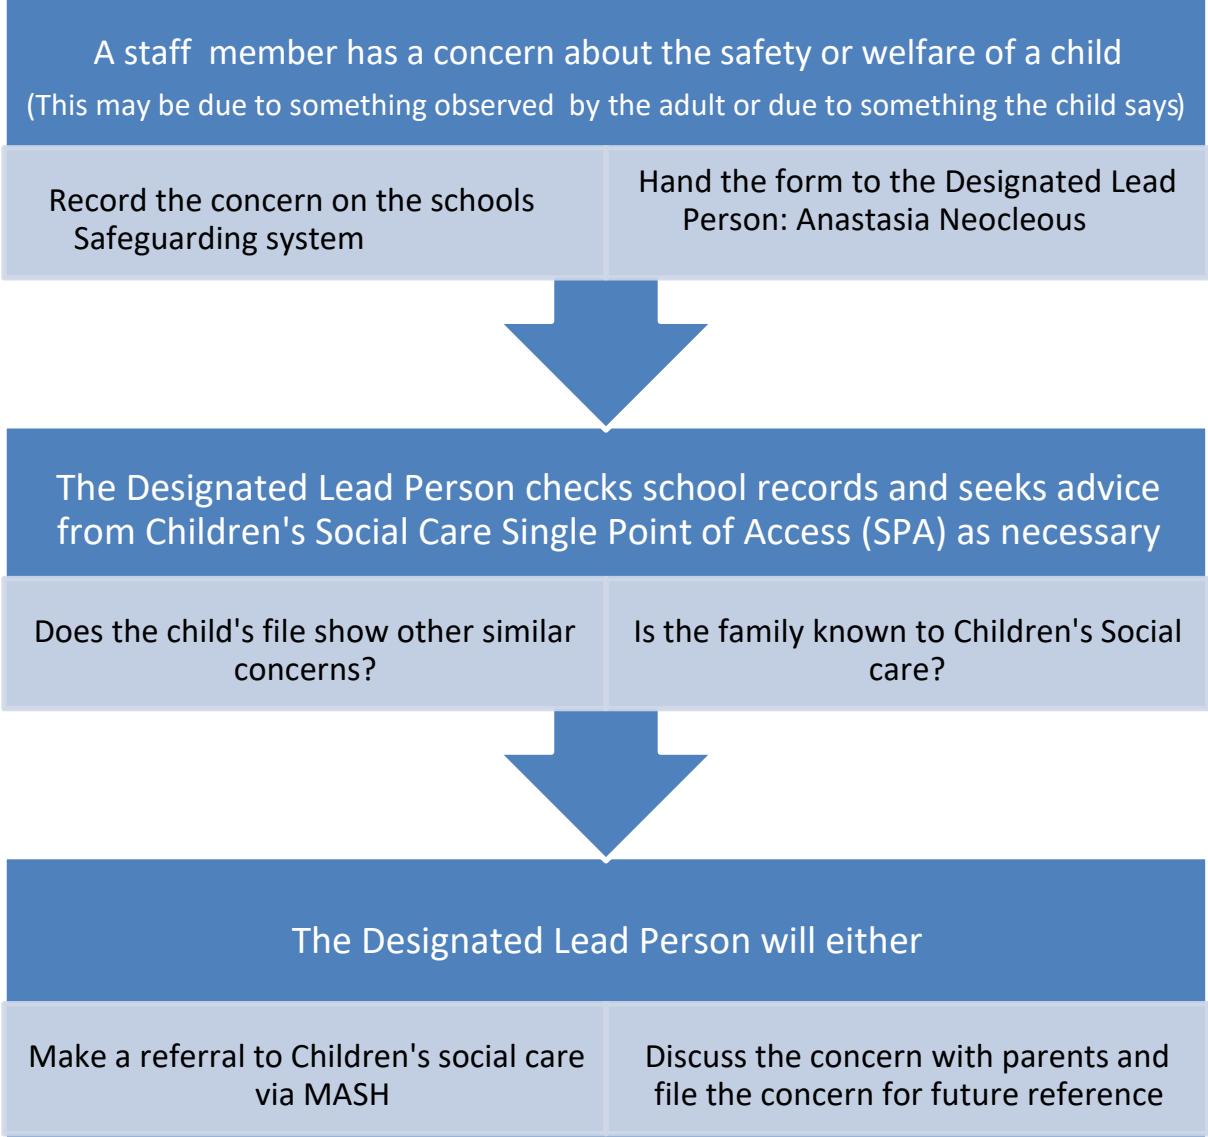 A staff  member has a concern about the safety or welfare of a child
(This may be due to something observed  by the adult or due to something the child says)
Record the concern on the schools
Safeguarding system
Hand the form to the Designated Lead
Person: Anastasia Neocleous
The Designated Lead Person checks school records and seeks advice
from Children's Social Care Single Point of Access (SPA) as necessary
Does the child's file show other similar
concerns?
Is the family known to Children's Social
care?
The Designated Lead Person will either
Make a referral to Children's social care
via MASH
Discuss the concern with parents and
file the concern for future reference